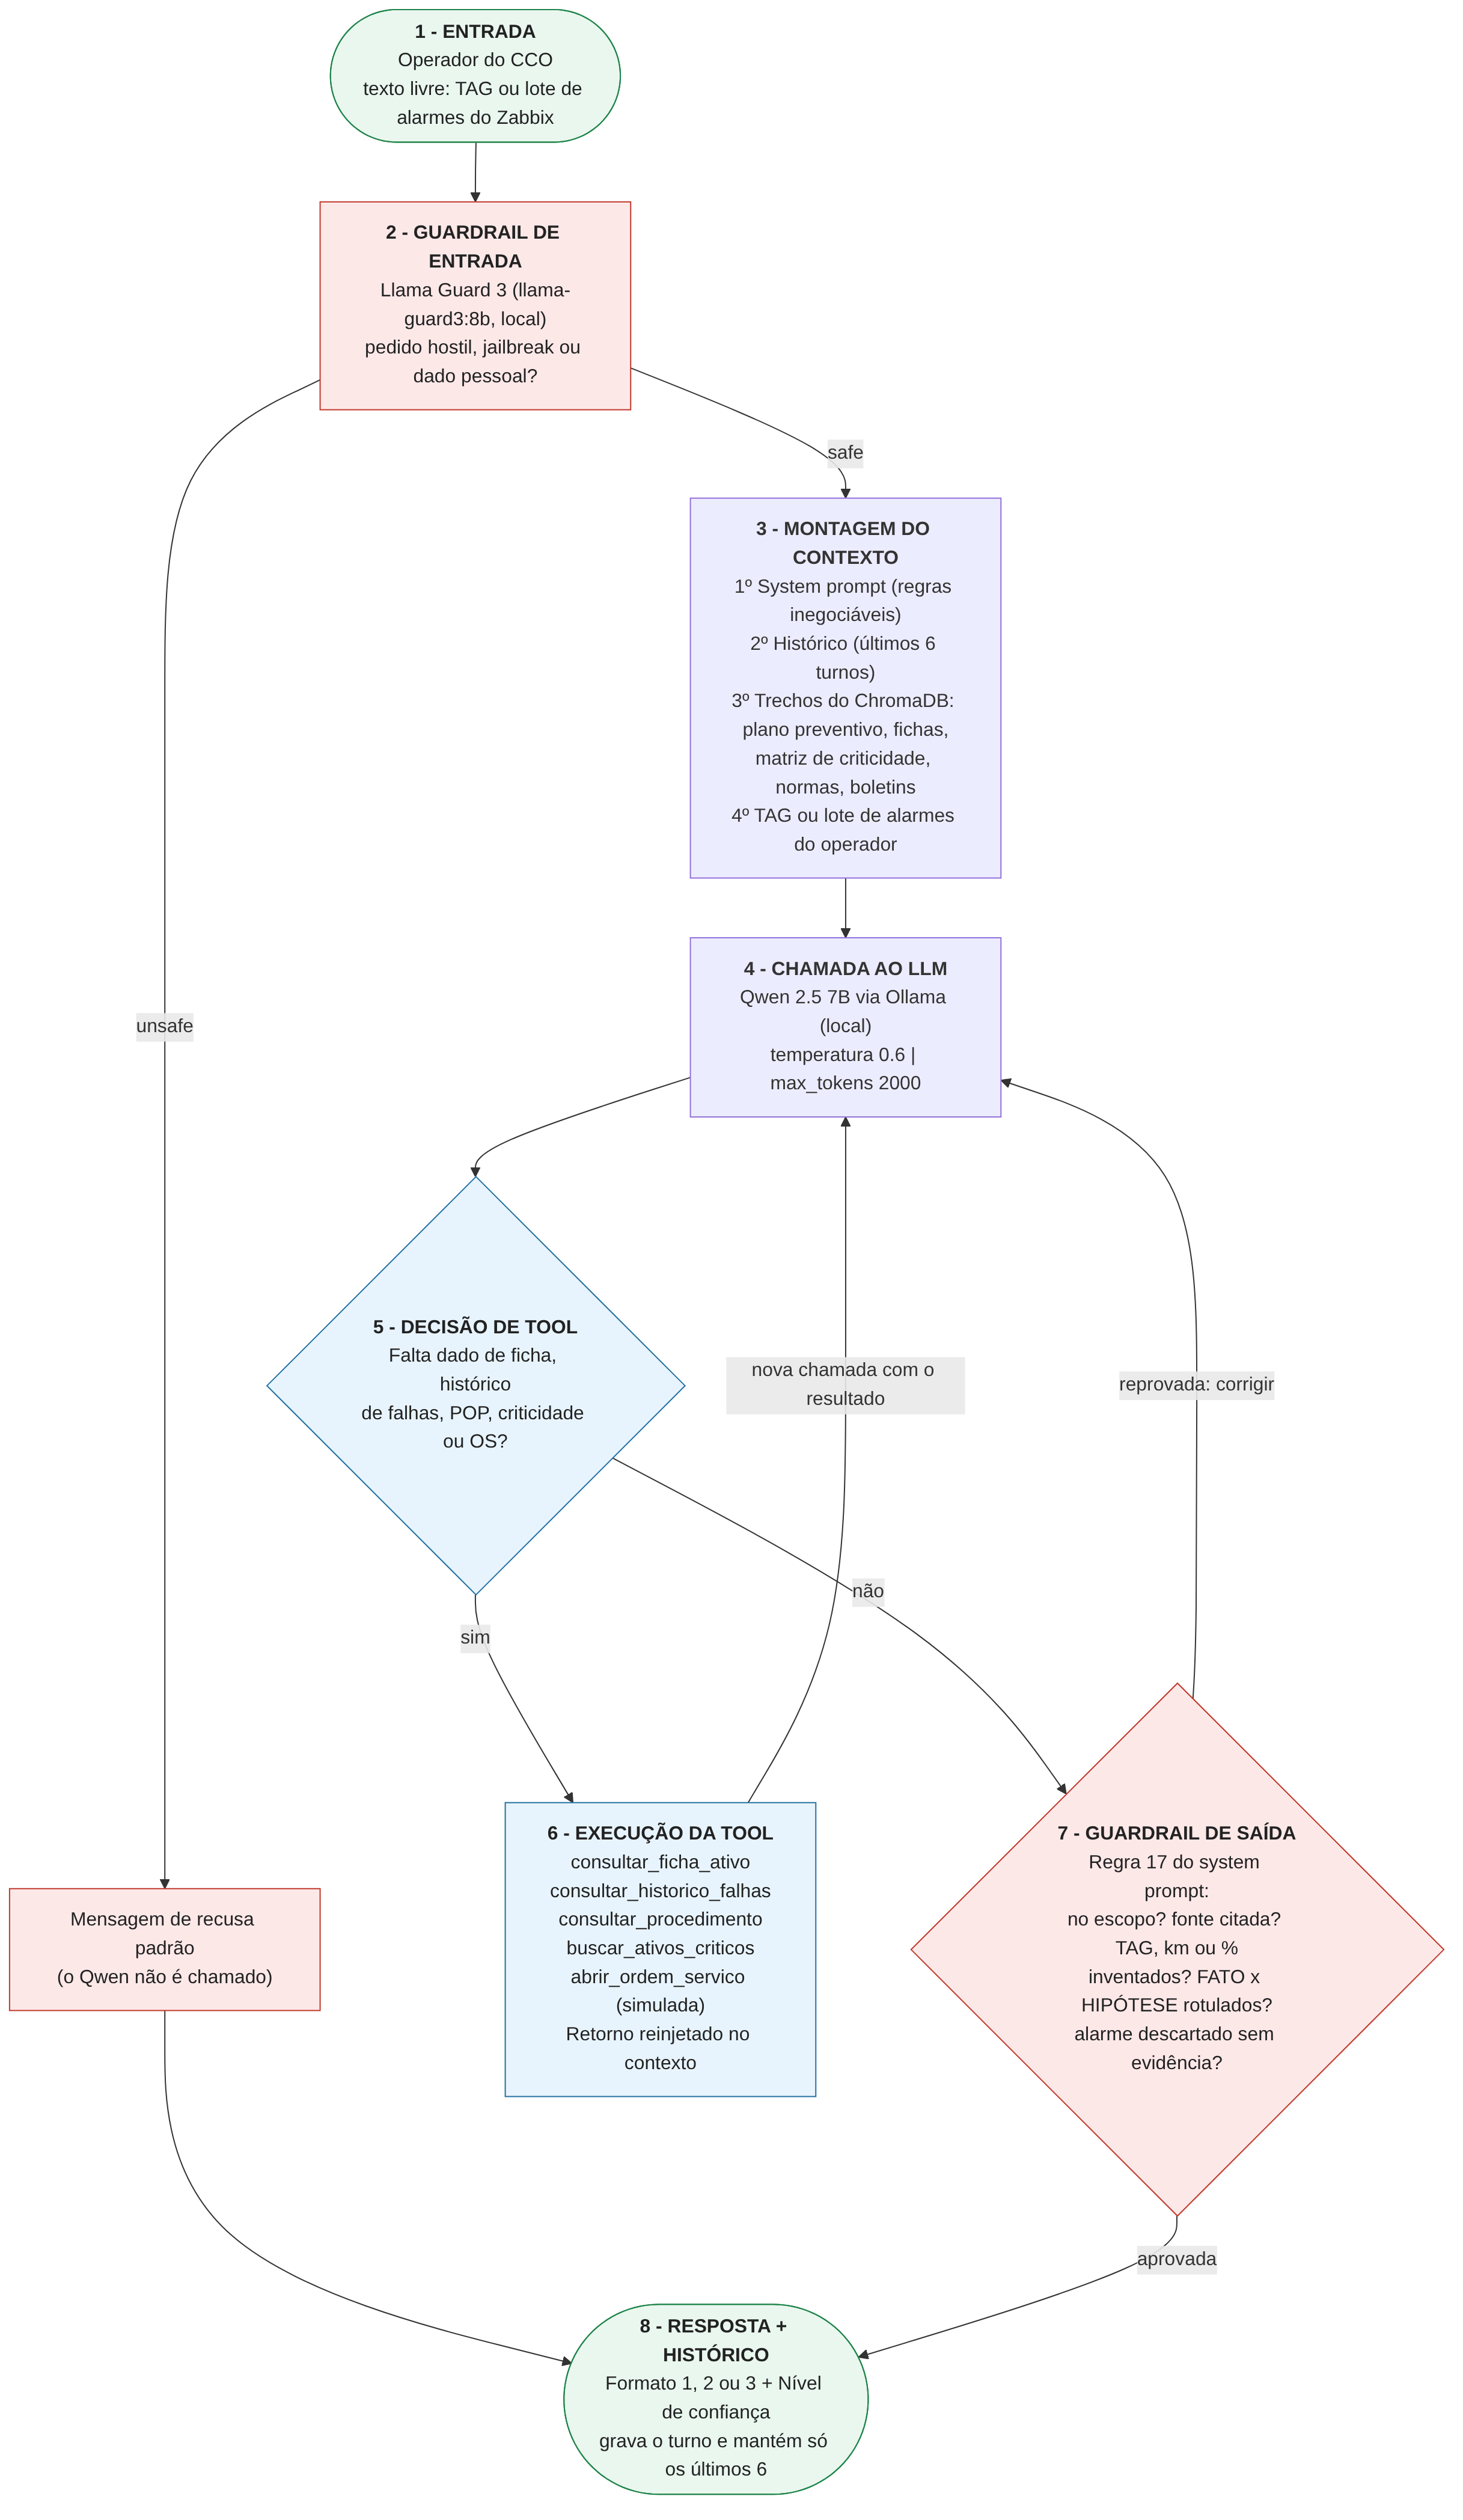 1 - ENTRADA
Operador do CCO
texto livre: TAG ou lote de
alarmes do Zabbix
2 - GUARDRAIL DE
ENTRADA
Llama Guard 3 (llama-
guard3:8b, local)
pedido hostil, jailbreak ou
dado pessoal?
safe
3 - MONTAGEM DO
CONTEXTO
1º System prompt (regras
inegociáveis)
2º Histórico (últimos 6
turnos)
3º Trechos do ChromaDB:
plano preventivo, fichas,
matriz de criticidade,
normas, boletins
4º TAG ou lote de alarmes
do operador
unsafe
4 - CHAMADA AO LLM
Qwen 2.5 7B via Ollama
(local)
temperatura 0.6 |
max_tokens 2000
5 - DECISÃO DE TOOL
Falta dado de ficha,
histórico
de falhas, POP, criticidade
ou OS?
nova chamada com o
resultado
reprovada: corrigir
não
sim
6 - EXECUÇÃO DA TOOL
consultar_ficha_ativo
consultar_historico_falhas
consultar_procedimento
buscar_ativos_criticos
abrir_ordem_servico
(simulada)
Retorno reinjetado no
contexto
7 - GUARDRAIL DE SAÍDA
Regra 17 do system
prompt:
no escopo? fonte citada?
TAG, km ou %
inventados? FATO x
HIPÓTESE rotulados?
alarme descartado sem
evidência?
Mensagem de recusa
padrão
(o Qwen não é chamado)
aprovada
8 - RESPOSTA +
HISTÓRICO
Formato 1, 2 ou 3 + Nível
de confiança
grava o turno e mantém só
os últimos 6